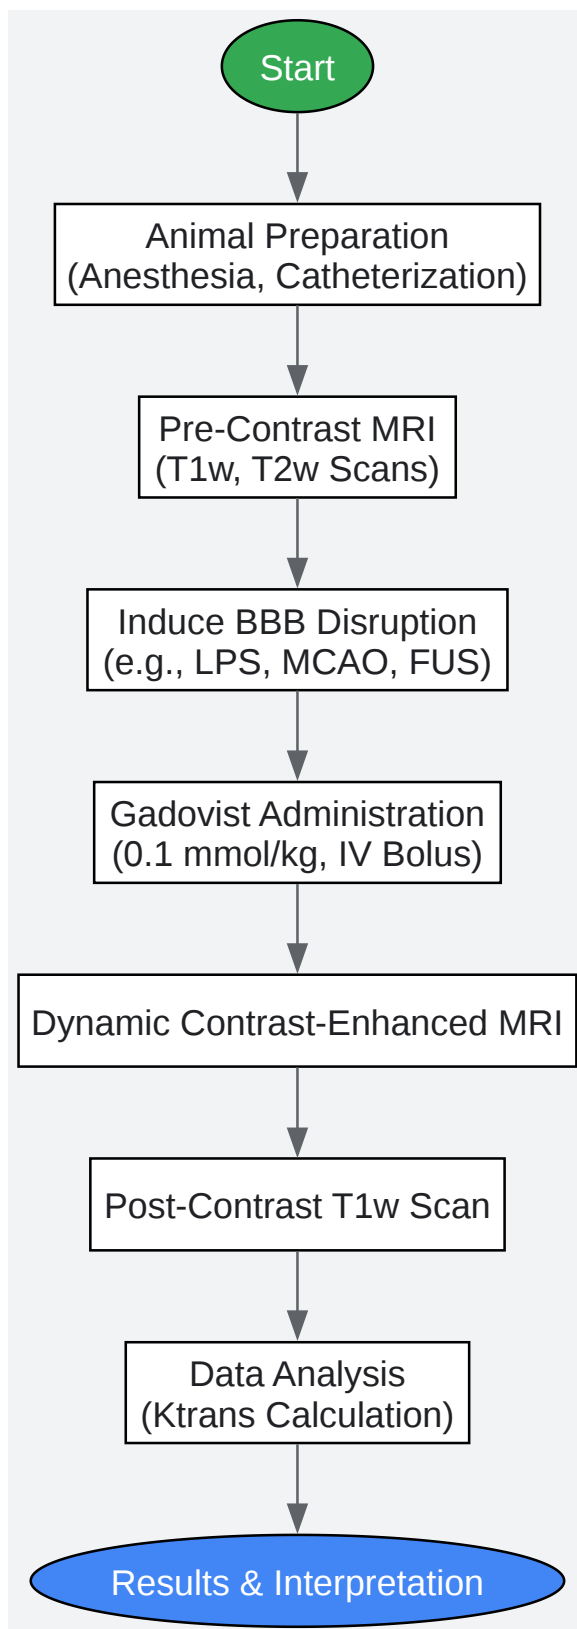 Start
Animal Preparation
(Anesthesia, Catheterization)
Pre-Contrast MRI
(T1w, T2w Scans)
Induce BBB Disruption
(e.g., LPS, MCAO, FUS)
Gadovist Administration
(0.1 mmol/kg, IV Bolus)
Dynamic Contrast-Enhanced MRI
Post-Contrast T1w Scan
Data Analysis
(Ktrans Calculation)
Results & Interpretation